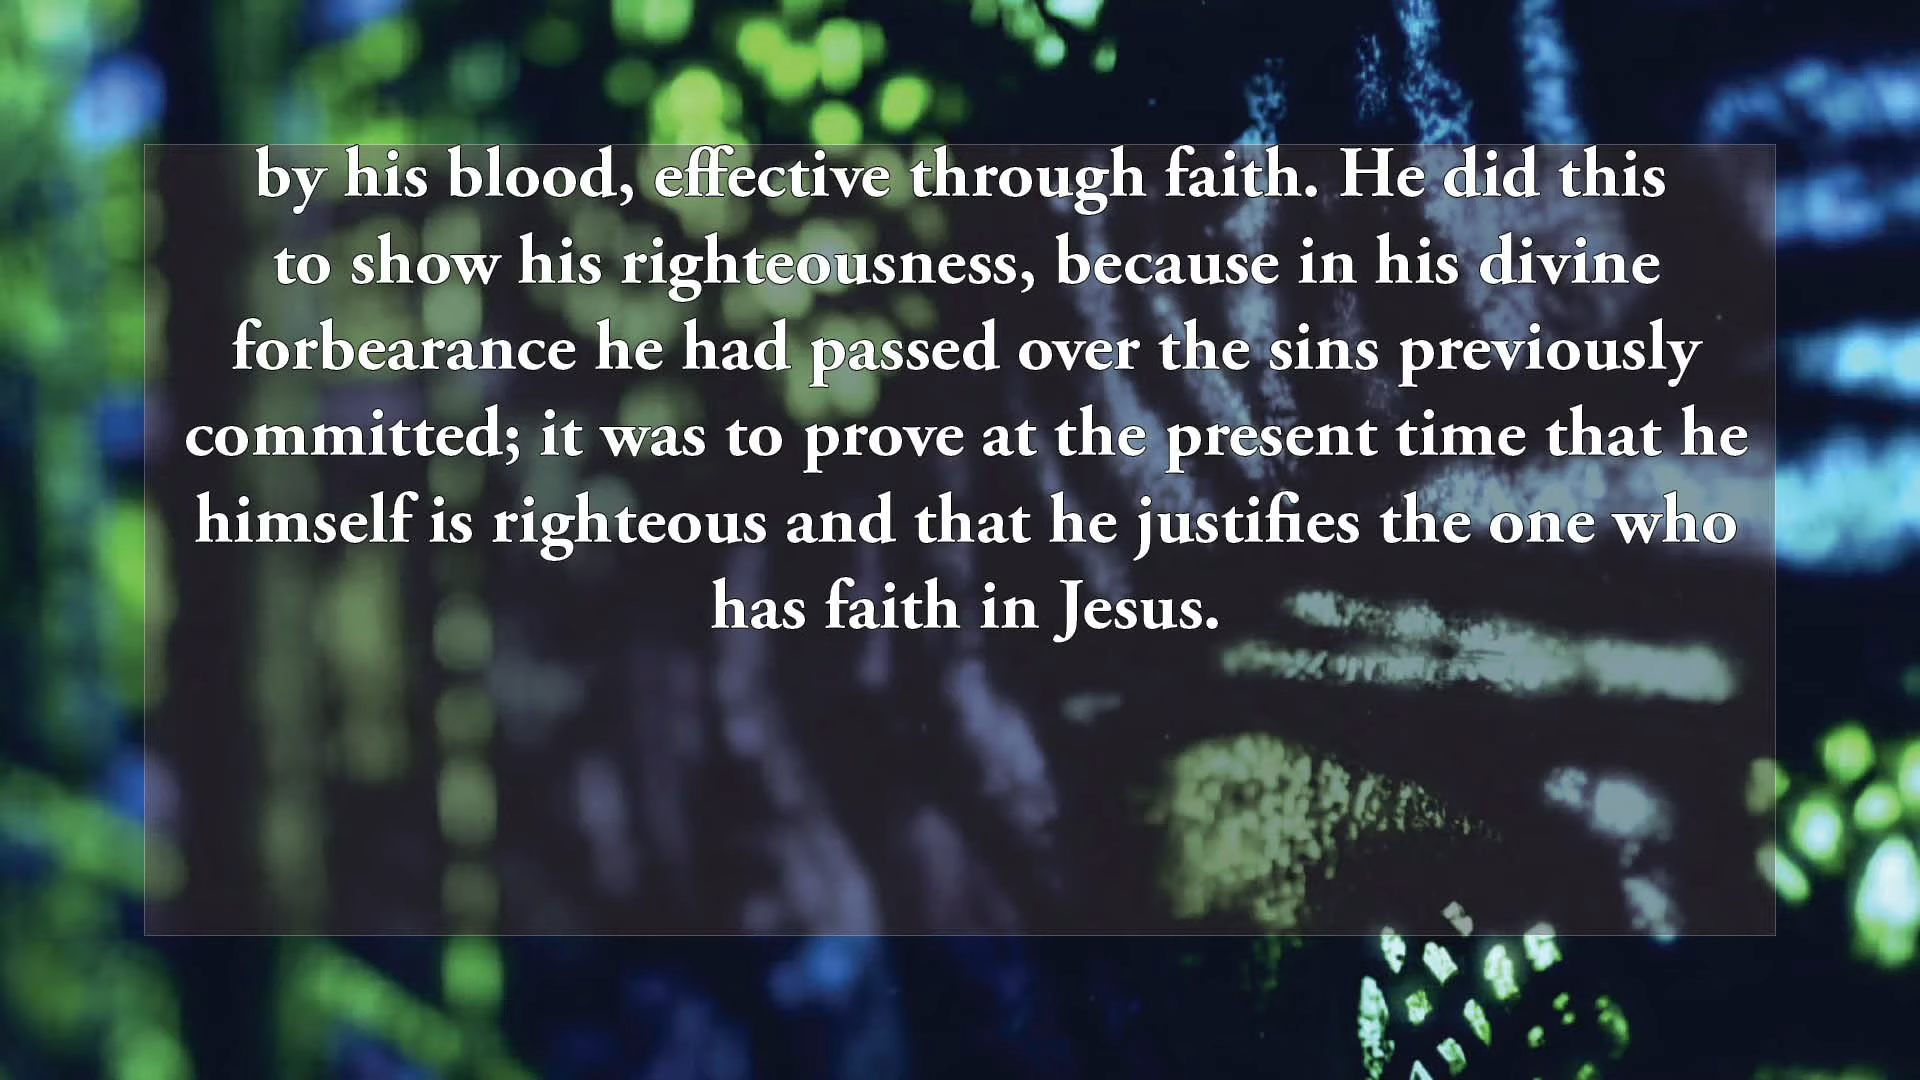 by his blood, effective through faith. He did this
to show his righteousness, because in his divine
forbearance he had passed over the sins previously
committed; it was to prove at the present time that he
himself is righteous and that he justifies the one who
has faith in Jesus.